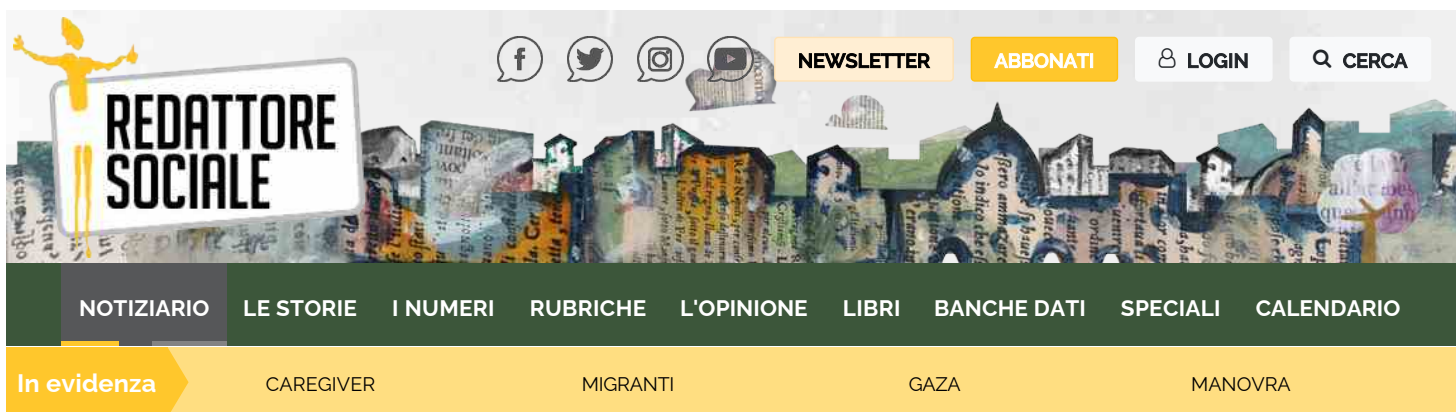 NEWSLETTER ABBONATI LOGIN CERCA
REDATTORE
SOCIALE
NOTIZIARIO LE STORIE I NUMERI RUBRICHE L'OPINIONE LIBRI BANCHE DATI SPECIALI CALENDARIO
In evidenza CAREGIVER MIGRANTI GAZA MANOVRA